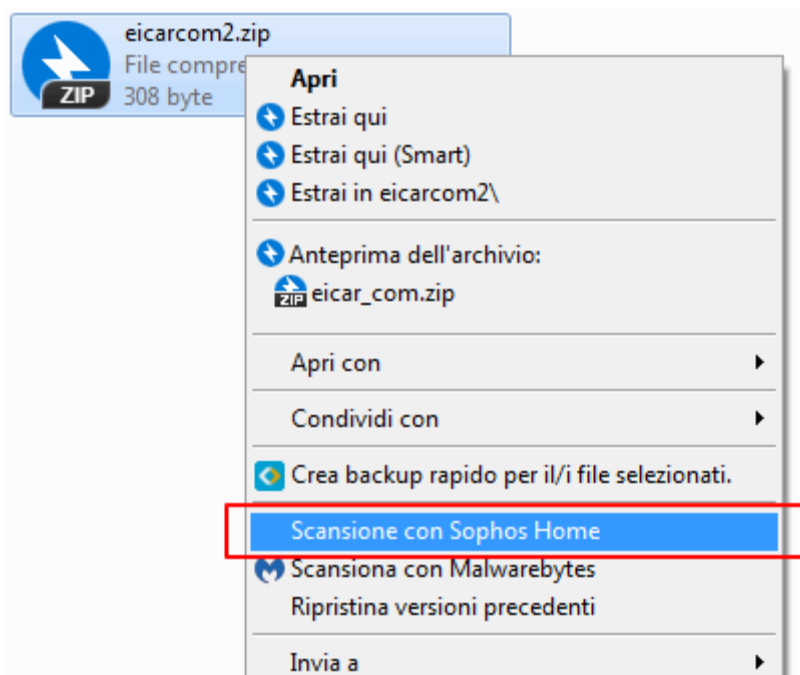 eicarcom2.zip
File compre
308 byte
ZIP
Apri
Estrai qui
Estrai qui (Smart)
Estrai in eicarcom2\
Anteprima dell'archivio:
ZIP
eicar_com.zip
Apri con
Condividi con
Crea backup rapido per il/i file selezionati.
Scansione con Sophos Home
Scansiona con Malwarebytes
Ripristina versioni precedenti
Invia a